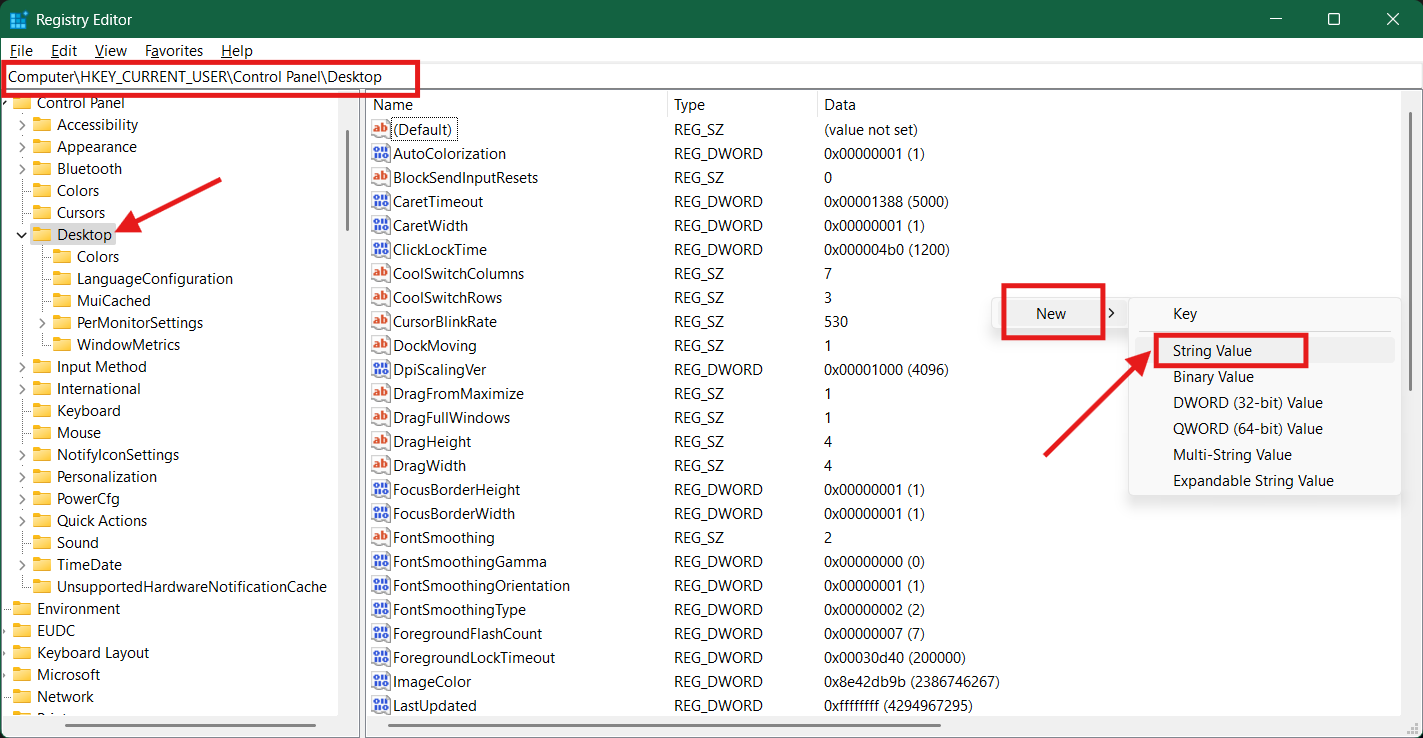 Registry Editor
File Edit View Favorites Help
Computer\HKEY_CURRENT_USER\Control Panel\Desktop
Control Panel
Accessibility
Appearance
Bluetooth
Colors
Cursors
Desktop
Colors
LanguageConfiguration
MuiCached
PerMonitorSettings
WindowMetrics
Input Method
International
Keyboard
Mouse
NotifyIconSettings
Personalization
PowerCfg
Quick Actions
Sound
TimeDate
UnsupportedHardwareNotificationCache
Environment
EUDC
Keyboard Layout
Microsoft
Network
Name Type Data
(Default) REG_SZ (value not set)
AutoColorization REG_DWORD 0x00000001 (1)
BlockSendInputResets REG_SZ 0
CaretTimeout REG_DWORD 0x00001388 (5000)
CaretWidth REG_DWORD 0x00000001 (1)
ClickLockTime REG_DWORD 0x000004b0 (1200)
CoolSwitchColumns REG_SZ 7
CoolSwitchRows REG_SZ 3
CursorBlinkRate REG_SZ 530
DockMoving REG_SZ 1
DpiScalingVer REG_DWORD 0x00001000 (4096)
DragFromMaximize REG_SZ 1
DragFullWindows REG_SZ 1
DragHeight REG_SZ 4
DragWidth REG_SZ 4
FocusBorderHeight REG_DWORD 0x00000001 (1)
FocusBorderWidth REG_DWORD 0x00000001 (1)
FontSmoothing REG_SZ 2
FontSmoothingGamma REG_DWORD 0x00000000 (0)
FontSmoothingOrientation REG_DWORD 0x00000001 (1)
FontSmoothingType REG_DWORD 0x00000002 (2)
ForegroundFlashCount REG_DWORD 0x00000007 (7)
ForegroundLockTimeout REG_DWORD 0x00030d40 (200000)
ImageColor REG_DWORD 0x8e42db9b (2386746267)
LastUpdated REG_DWORD 0xffffffff (4294967295)
New
Key
String Value
Binary Value
DWORD (32-bit) Value
QWORD (64-bit) Value
Multi-String Value
Expandable String Value